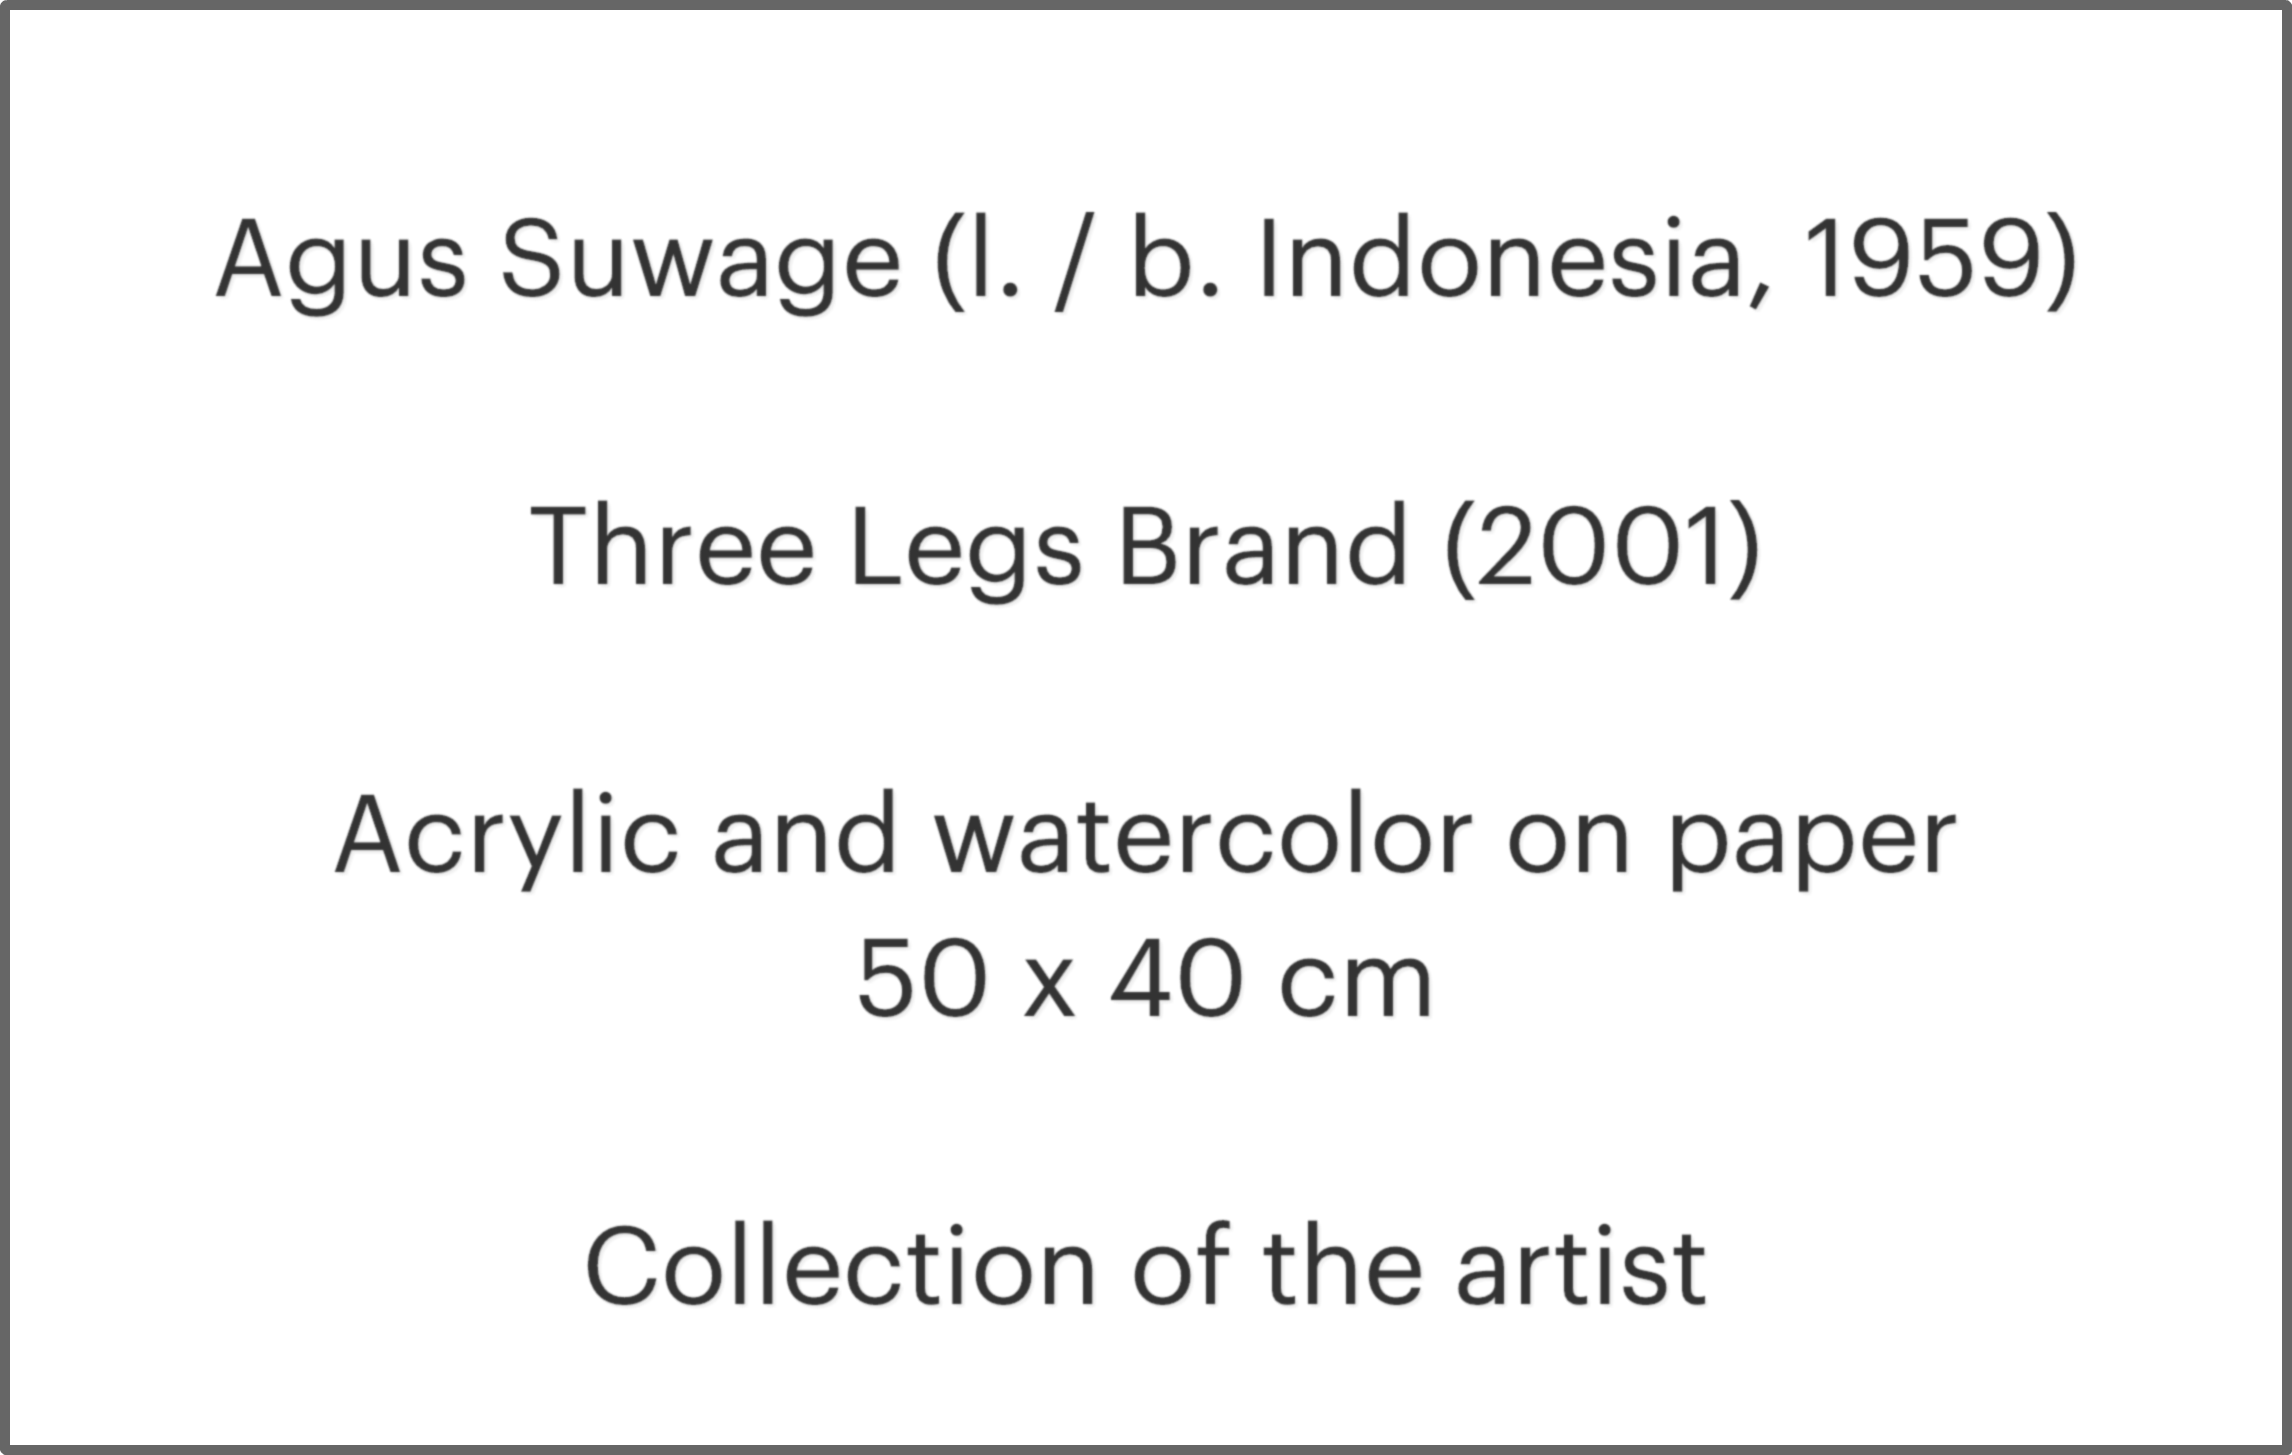 Agus Suwage (l. / b. Indonesia, 1959)
Three Legs Brand (2001)
Acrylic and watercolor on paper
50 x 40 cm
Collection of the artist